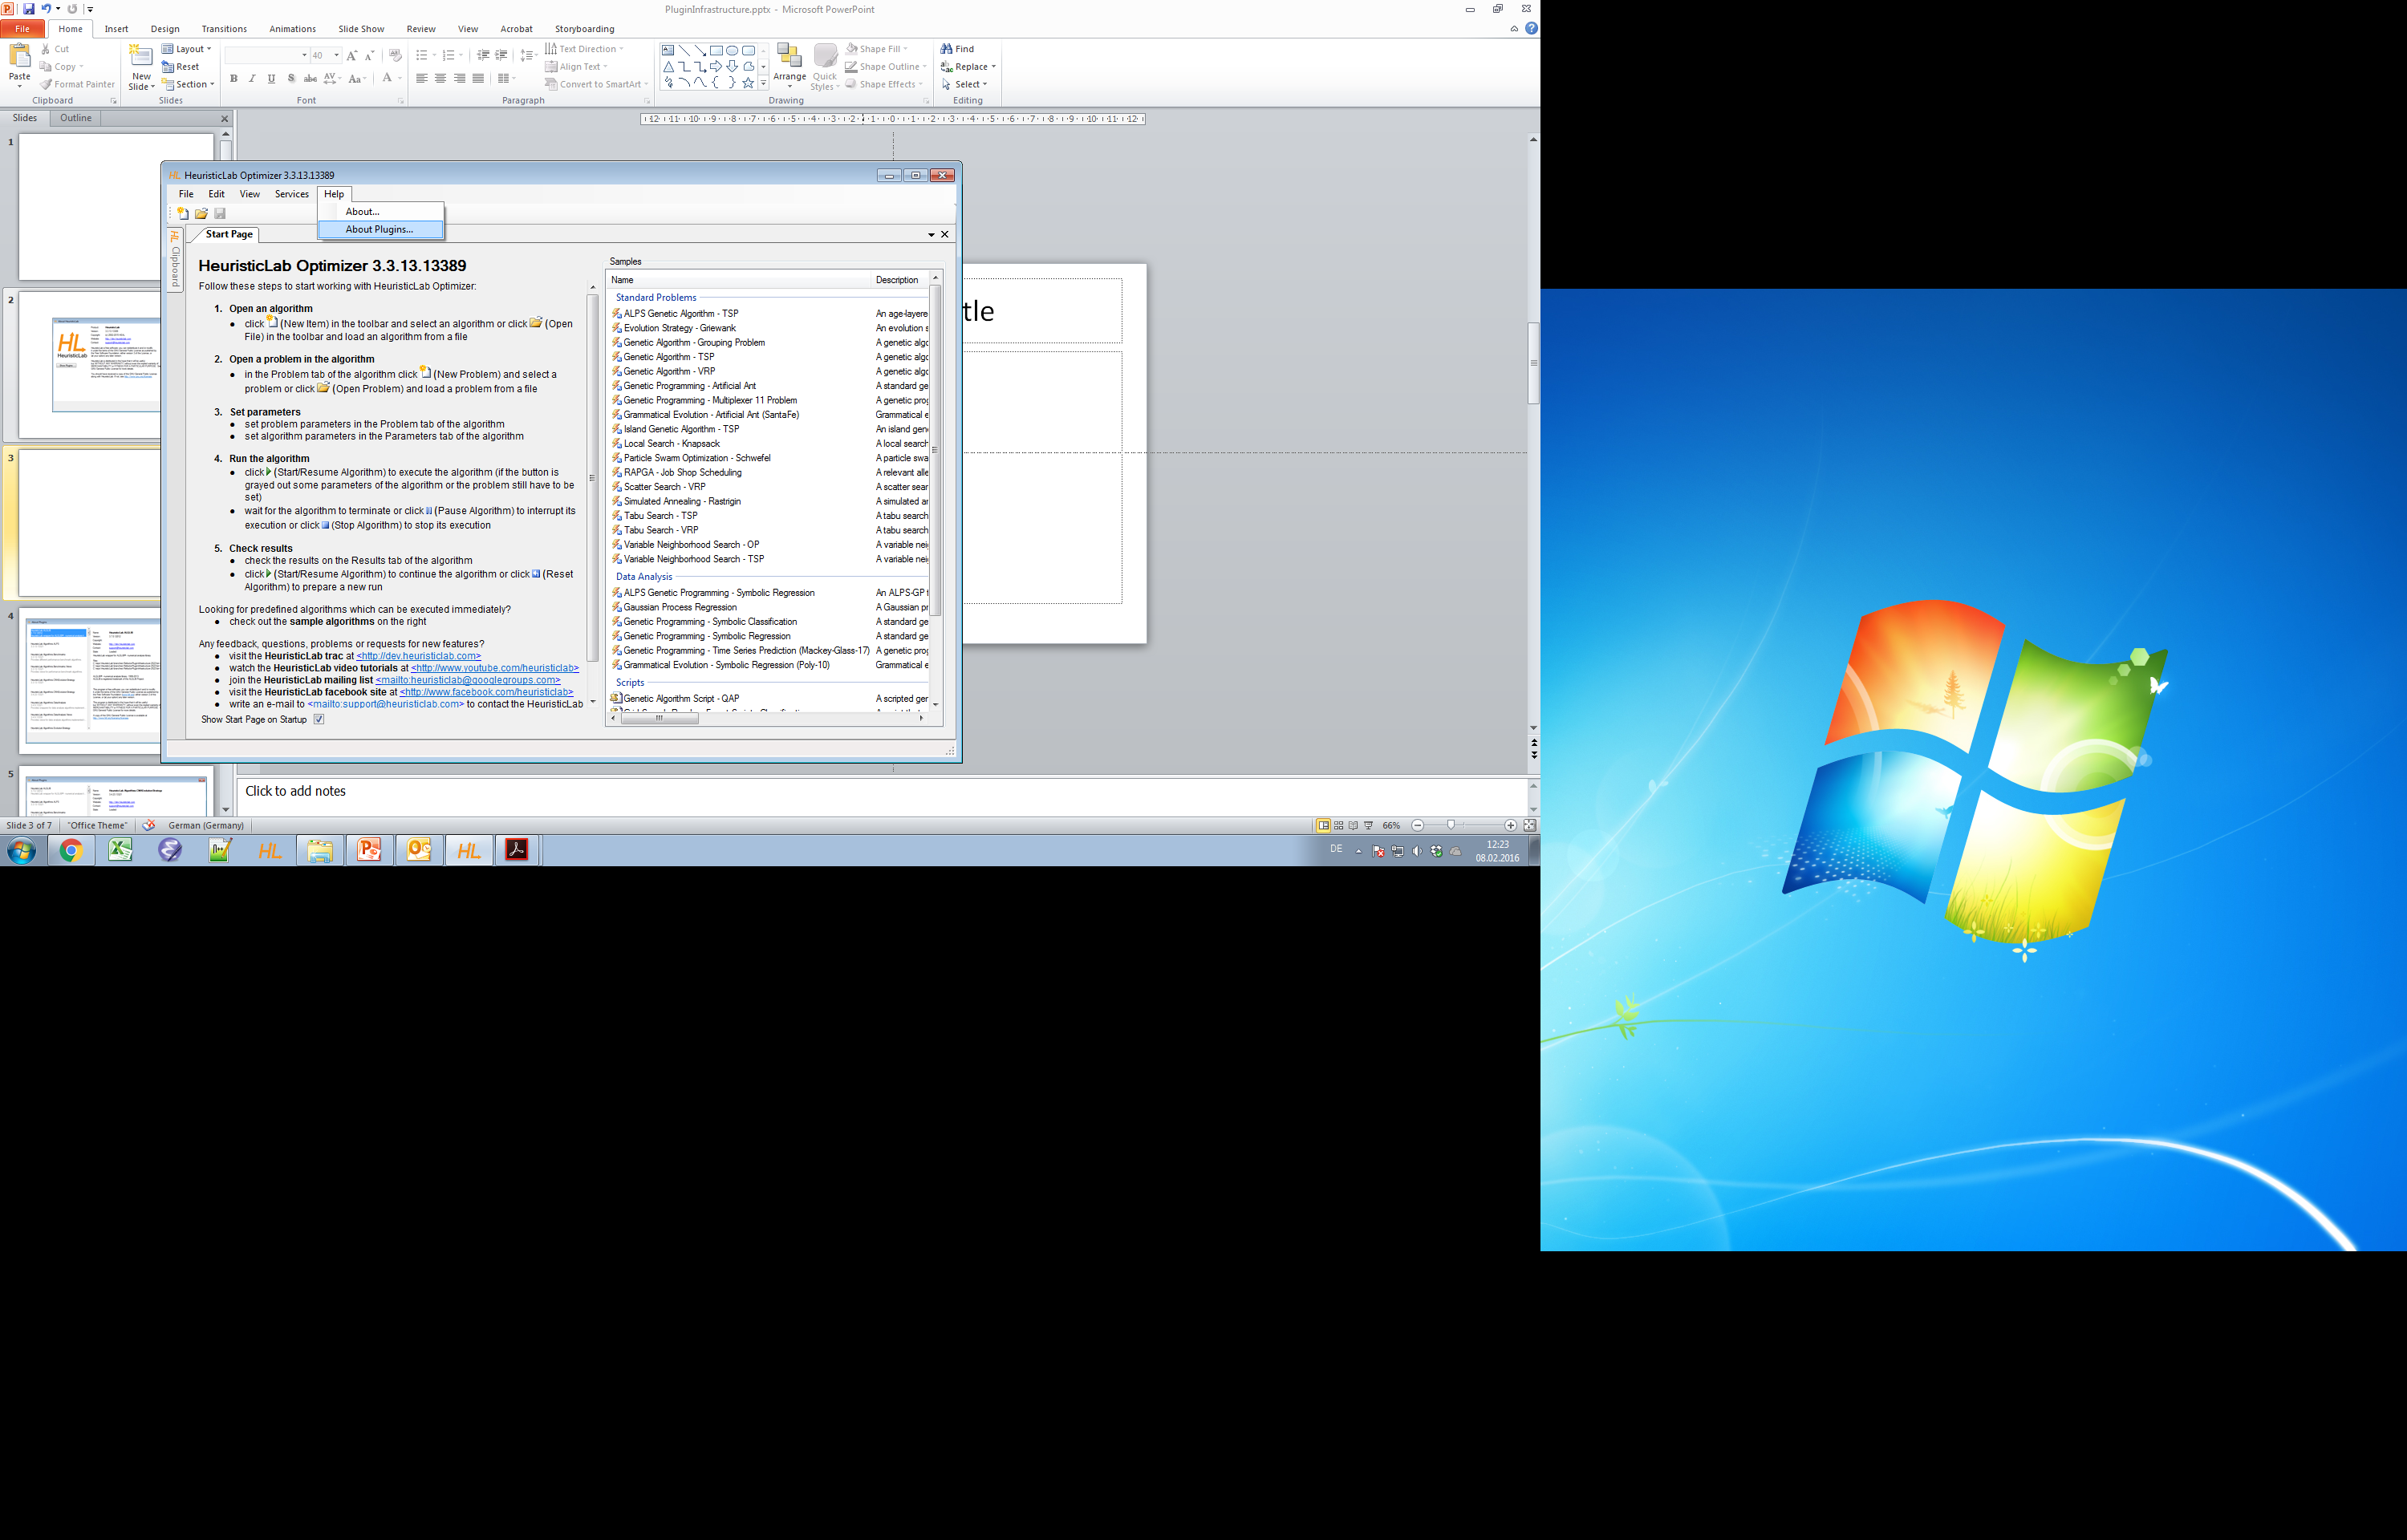 PluginInfrastructure.pptx - Microsoft PowerPoint
File Home Insert Design Transitions Animations Slide Show Review View Acrobat Storyboarding
Paste
Cut
Copy
Format Painter
Clipboard
New Slide
Layout
Reset
Section
Slides
40
Font
Text Direction
Align Text
Convert to SmartArt
Paragraph
Arrange
Quick Styles
Shape Fill
Shape Outline
Shape Effects
Drawing
Find
Replace
Select
Editing
Slides Outline
1
2
3
4
5
HeuristicLab Optimizer 3.3.13.13389
File Edit View Services Help
About...
About Plugins...
Clipboard
Start Page
HeuristicLab Optimizer 3.3.13.13389
Follow these steps to start working with HeuristicLab Optimizer:
1. Open an algorithm
● click (New Item) in the toolbar and select an algorithm or click (Open
File) in the toolbar and load an algorithm from a file
2. Open a problem in the algorithm
● in the Problem tab of the algorithm click (New Problem) and select a
problem or click (Open Problem) and load a problem from a file
3. Set parameters
● set problem parameters in the Problem tab of the algorithm
● set algorithm parameters in the Parameters tab of the algorithm
4. Run the algorithm
● click (Start/Resume Algorithm) to execute the algorithm (if the button is
grayed out some parameters of the algorithm or the problem still have to be
set)
● wait for the algorithm to terminate or click (Pause Algorithm) to interrupt its
execution or click (Stop Algorithm) to stop its execution
5. Check results
● check the results on the Results tab of the algorithm
● click (Start/Resume Algorithm) to continue the algorithm or click (Reset
Algorithm) to prepare a new run
Looking for predefined algorithms which can be executed immediately?
● check out the sample algorithms on the right
Any feedback, questions, problems or requests for new features?
● visit the HeuristicLab trac at <http://dev.heuristiclab.com>
● watch the HeuristicLab video tutorials at <http://www.youtube.com/heuristiclab>
● join the HeuristicLab mailing list <mailto:heuristiclab@googlegroups.com>
● visit the HeuristicLab facebook site at <http://www.facebook.com/heuristiclab>
● write an e-mail to <mailto:support@heuristiclab.com> to contact the HeuristicLab
Show Start Page on Startup
Samples
Name Description
Standard Problems
ALPS Genetic Algorithm - TSP An age-layere
Evolution Strategy - Griewank An evolution s
Genetic Algorithm - Grouping Problem A genetic algo
Genetic Algorithm - TSP A genetic algo
Genetic Algorithm - VRP A genetic algo
Genetic Programming - Artificial Ant A standard ge
Genetic Programming - Multiplexer 11 Problem A genetic prog
Grammatical Evolution - Artificial Ant (SantaFe) Grammatical e
Island Genetic Algorithm - TSP An island gen
Local Search - Knapsack A local search
Particle Swarm Optimization - Schwefel A particle swa
RAPGA - Job Shop Scheduling A relevant alle
Scatter Search - VRP A scatter sear
Simulated Annealing - Rastrigin A simulated an
Tabu Search - TSP A tabu search
Tabu Search - VRP A tabu search
Variable Neighborhood Search - OP A variable nei
Variable Neighborhood Search - TSP A variable nei
Data Analysis
ALPS Genetic Programming - Symbolic Regression An ALPS-GP
Gaussian Process Regression A Gaussian pr
Genetic Programming - Symbolic Classification A standard ge
Genetic Programming - Symbolic Regression A standard ge
Genetic Programming - Time Series Prediction (Mackey-Glass-17) A genetic prog
Grammatical Evolution - Symbolic Regression (Poly-10) Grammatical e
Scripts
Genetic Algorithm Script - QAP A scripted gen
tle
Click to add notes
Slide 3 of 7 "Office Theme" German (Germany) 66%
DE
12:23
08.02.2016